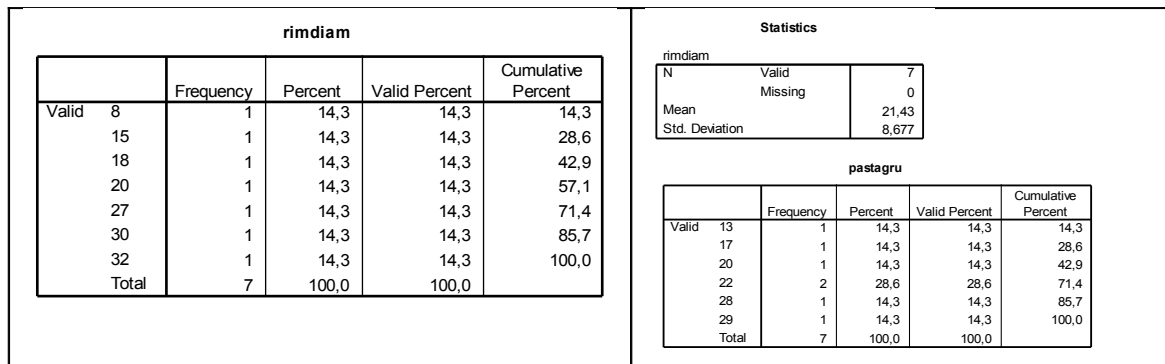 rimdiam
Frequency Percent Valid Percent Cumulative Percent
Valid 8 1 14,3 14,3 14,3
15 1 14,3 14,3 28,6
18 1 14,3 14,3 42,9
20 1 14,3 14,3 57,1
27 1 14,3 14,3 71,4
30 1 14,3 14,3 85,7
32 1 14,3 14,3 100,0
Total 7 100,0 100,0
Statistics
rimdiam
N Valid 7
Missing 0
Mean 21,43
Std. Deviation 8,677
pastagru
Frequency Percent Valid Percent Cumulative Percent
Valid 13 1 14,3 14,3 14,3
17 1 14,3 14,3 28,6
20 1 14,3 14,3 42,9
22 2 28,6 28,6 71,4
28 1 14,3 14,3 85,7
29 1 14,3 14,3 100,0
Total 7 100,0 100,0